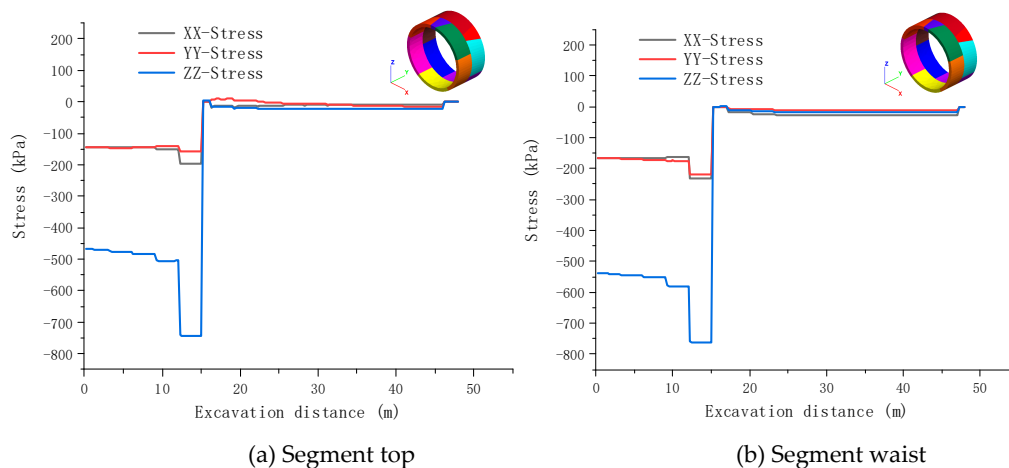 XX-Stress
YY-Stress
ZZ-Stress
Z
Y
X
200
100
0
-100
-200
-300
-400
-500
-600
-700
-800
Stress (kPa)
0 10 20 30 40 50
Excavation distance (m)
(a) Segment top
XX-Stress
YY-Stress
ZZ-Stress
Z
Y
X
200
100
0
-100
-200
-300
-400
-500
-600
-700
-800
Stress (kPa)
0 10 20 30 40 50
Excavation distance (m)
(b) Segment waist